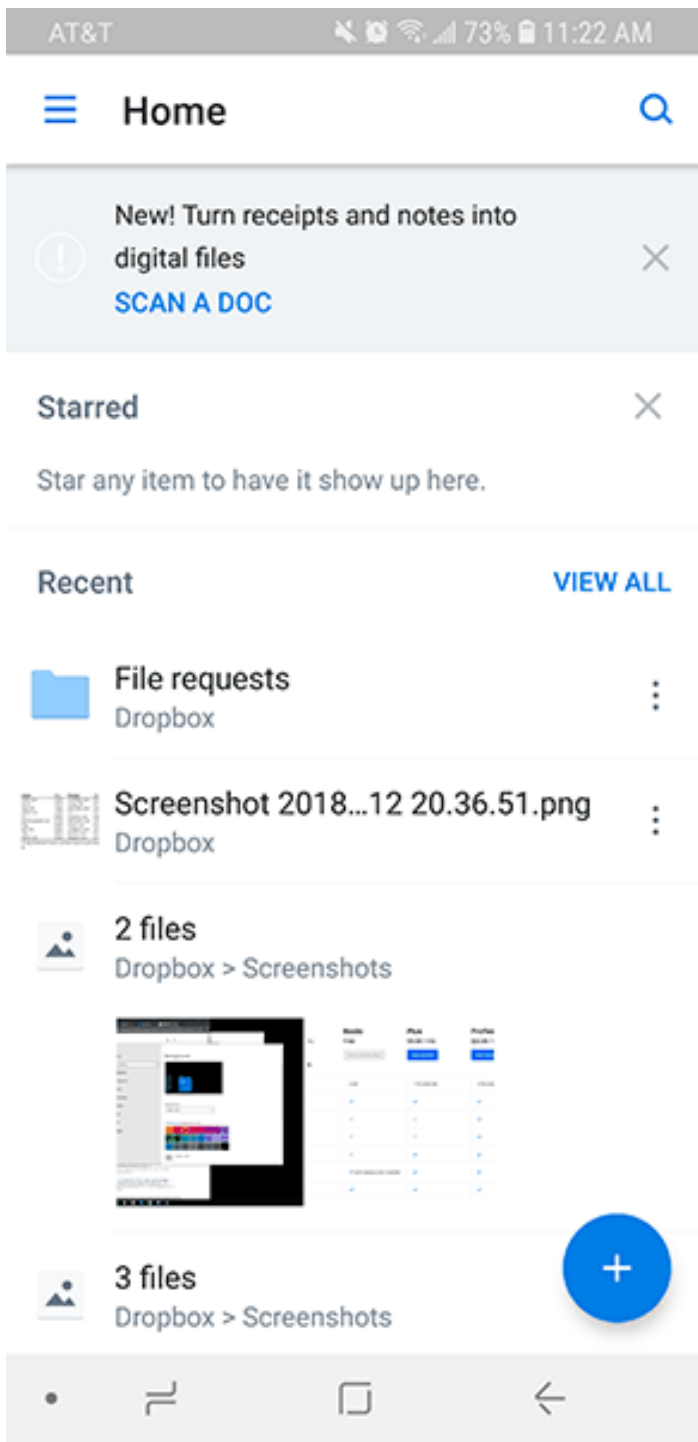 AT&T 73% 11:22 AM
Home
New! Turn receipts and notes into
digital files
SCAN A DOC
Starred
Star any item to have it show up here.
Recent VIEW ALL
File requests
Dropbox
Screenshot 2018...12 20.36.51.png
Dropbox
2 files
Dropbox > Screenshots
Plus
3 files
Dropbox > Screenshots